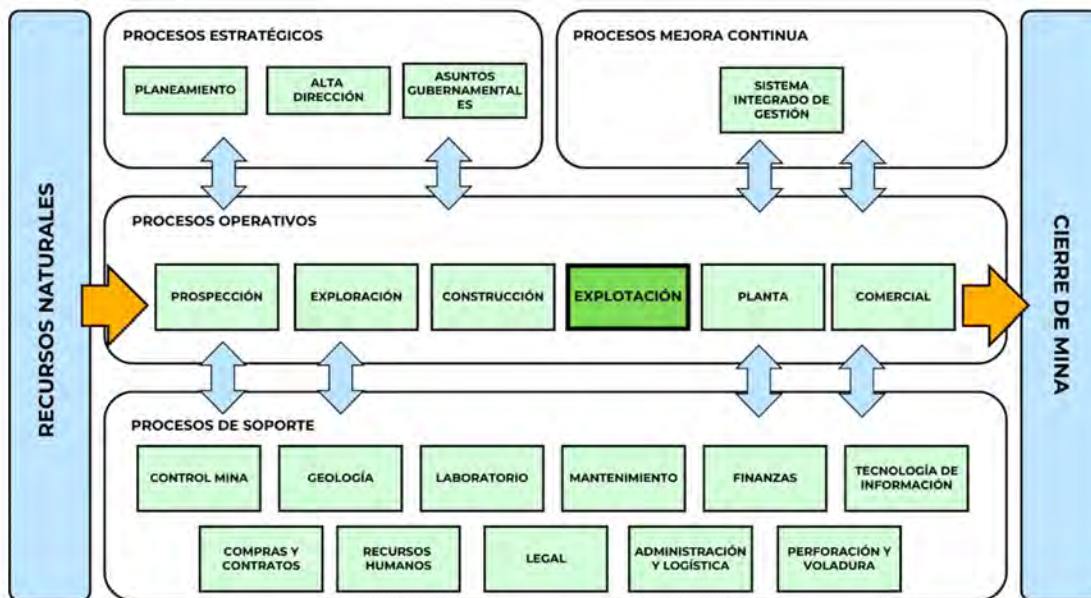 RECURSOS NATURALES
PROCESOS ESTRATÉGICOS
PLANEAMIENTO
ALTA
DIRECCIÓN
ASUNTOS
GUBERNAMENTAL
ES
PROCESOS MEJORA CONTINUA
SISTEMA
INTEGRADO DE
GESTIÓN
PROCESOS OPERATIVOS
PROSPECCIÓN
EXPLORACIÓN
CONSTRUCCIÓN
EXPLOTACIÓN
PLANTA
COMERCIAL
PROCESOS DE SOPORTE
CONTROL MINA
GEOLOGÍA
LABORATORIO
MANTENIMIENTO
FINANZAS
TECNOLOGÍA DE
INFORMACIÓN
COMPRAS Y
CONTRATOS
RECURSOS
HUMANOS
LEGAL
ADMINISTRACIÓN
Y LOGÍSTICA
PERFORACIÓN Y
VOLADURA
CIERRE DE MINA